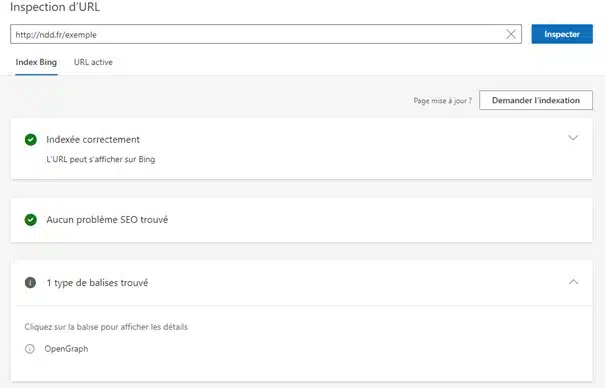 Inspection d'URL
http://ndd.fr/exemple
Inspecter
Index Bing
URL active
Page mise à jour ?
Demander l'indexation
Indexée correctement
L'URL peut s'afficher sur Bing
Aucun problème SEO trouvé
1 type de balises trouvé
Cliquez sur la balise pour afficher les détails
OpenGraph